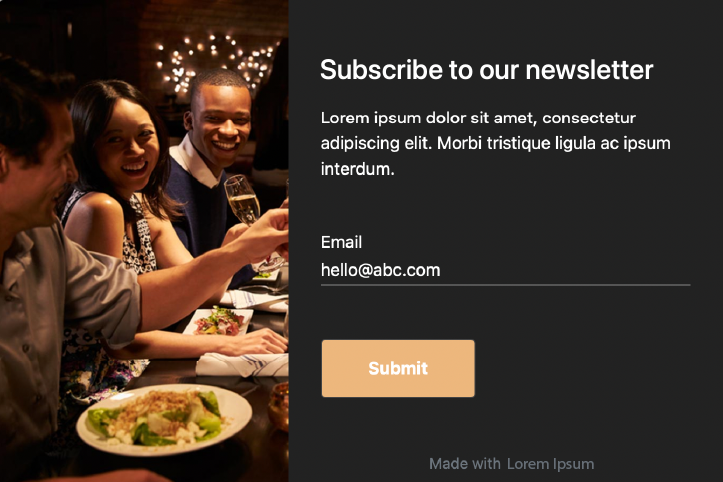 Subscribe to our newsletter
Lorem ipsum dolor sit amet, consectetur
adipiscing elit. Morbi tristique ligula ac ipsum
interdum.
Email
hello@abc.com
Submit
Made with Lorem Ipsum